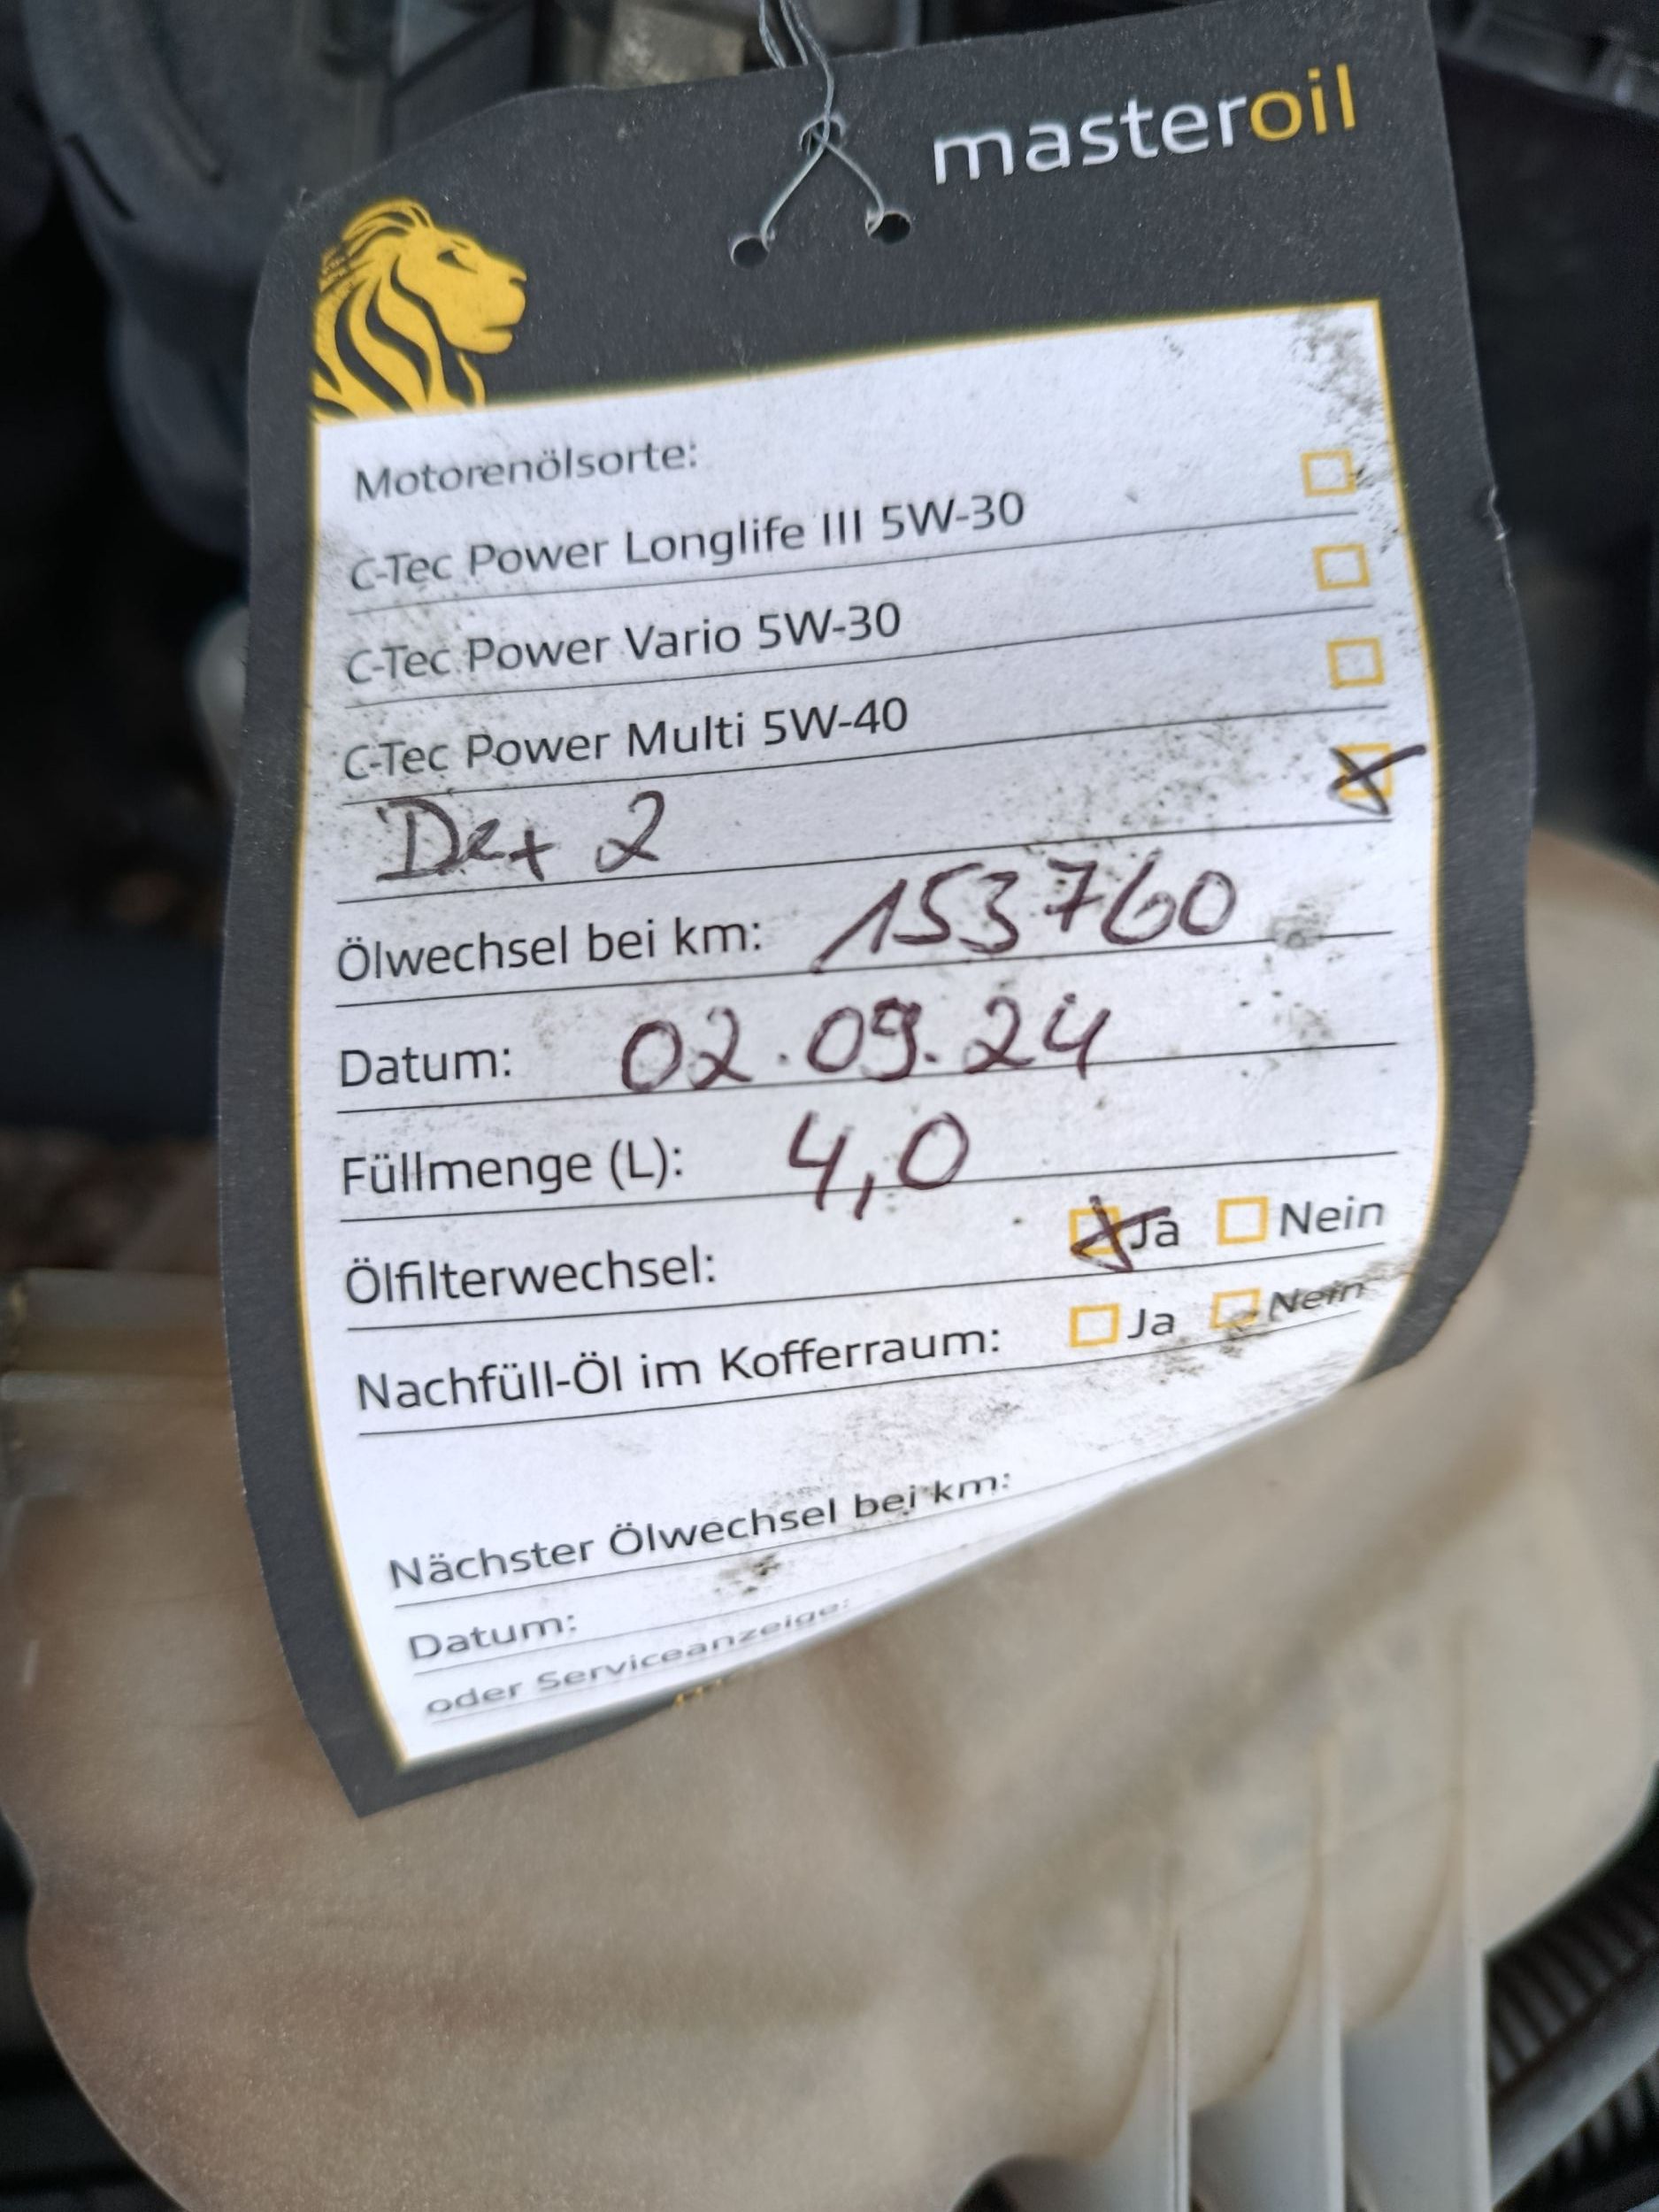 masteroil
Motorenölsorte:
C-Tec Power Longlife III 5W-30
C-Tec Power Vario 5W-30
C-Tec Power Multi 5W-40
Dex 2
Ölwechsel bei km: 153760
Datum: 02.09.24
Füllmenge (L): 4,0
Ölfilterwechsel: Ja Nein
Nachfüll-Öl im Kofferraum: Ja Nein
Nächster Ölwechsel bei km:
Datum:
oder Serviceanzeige: